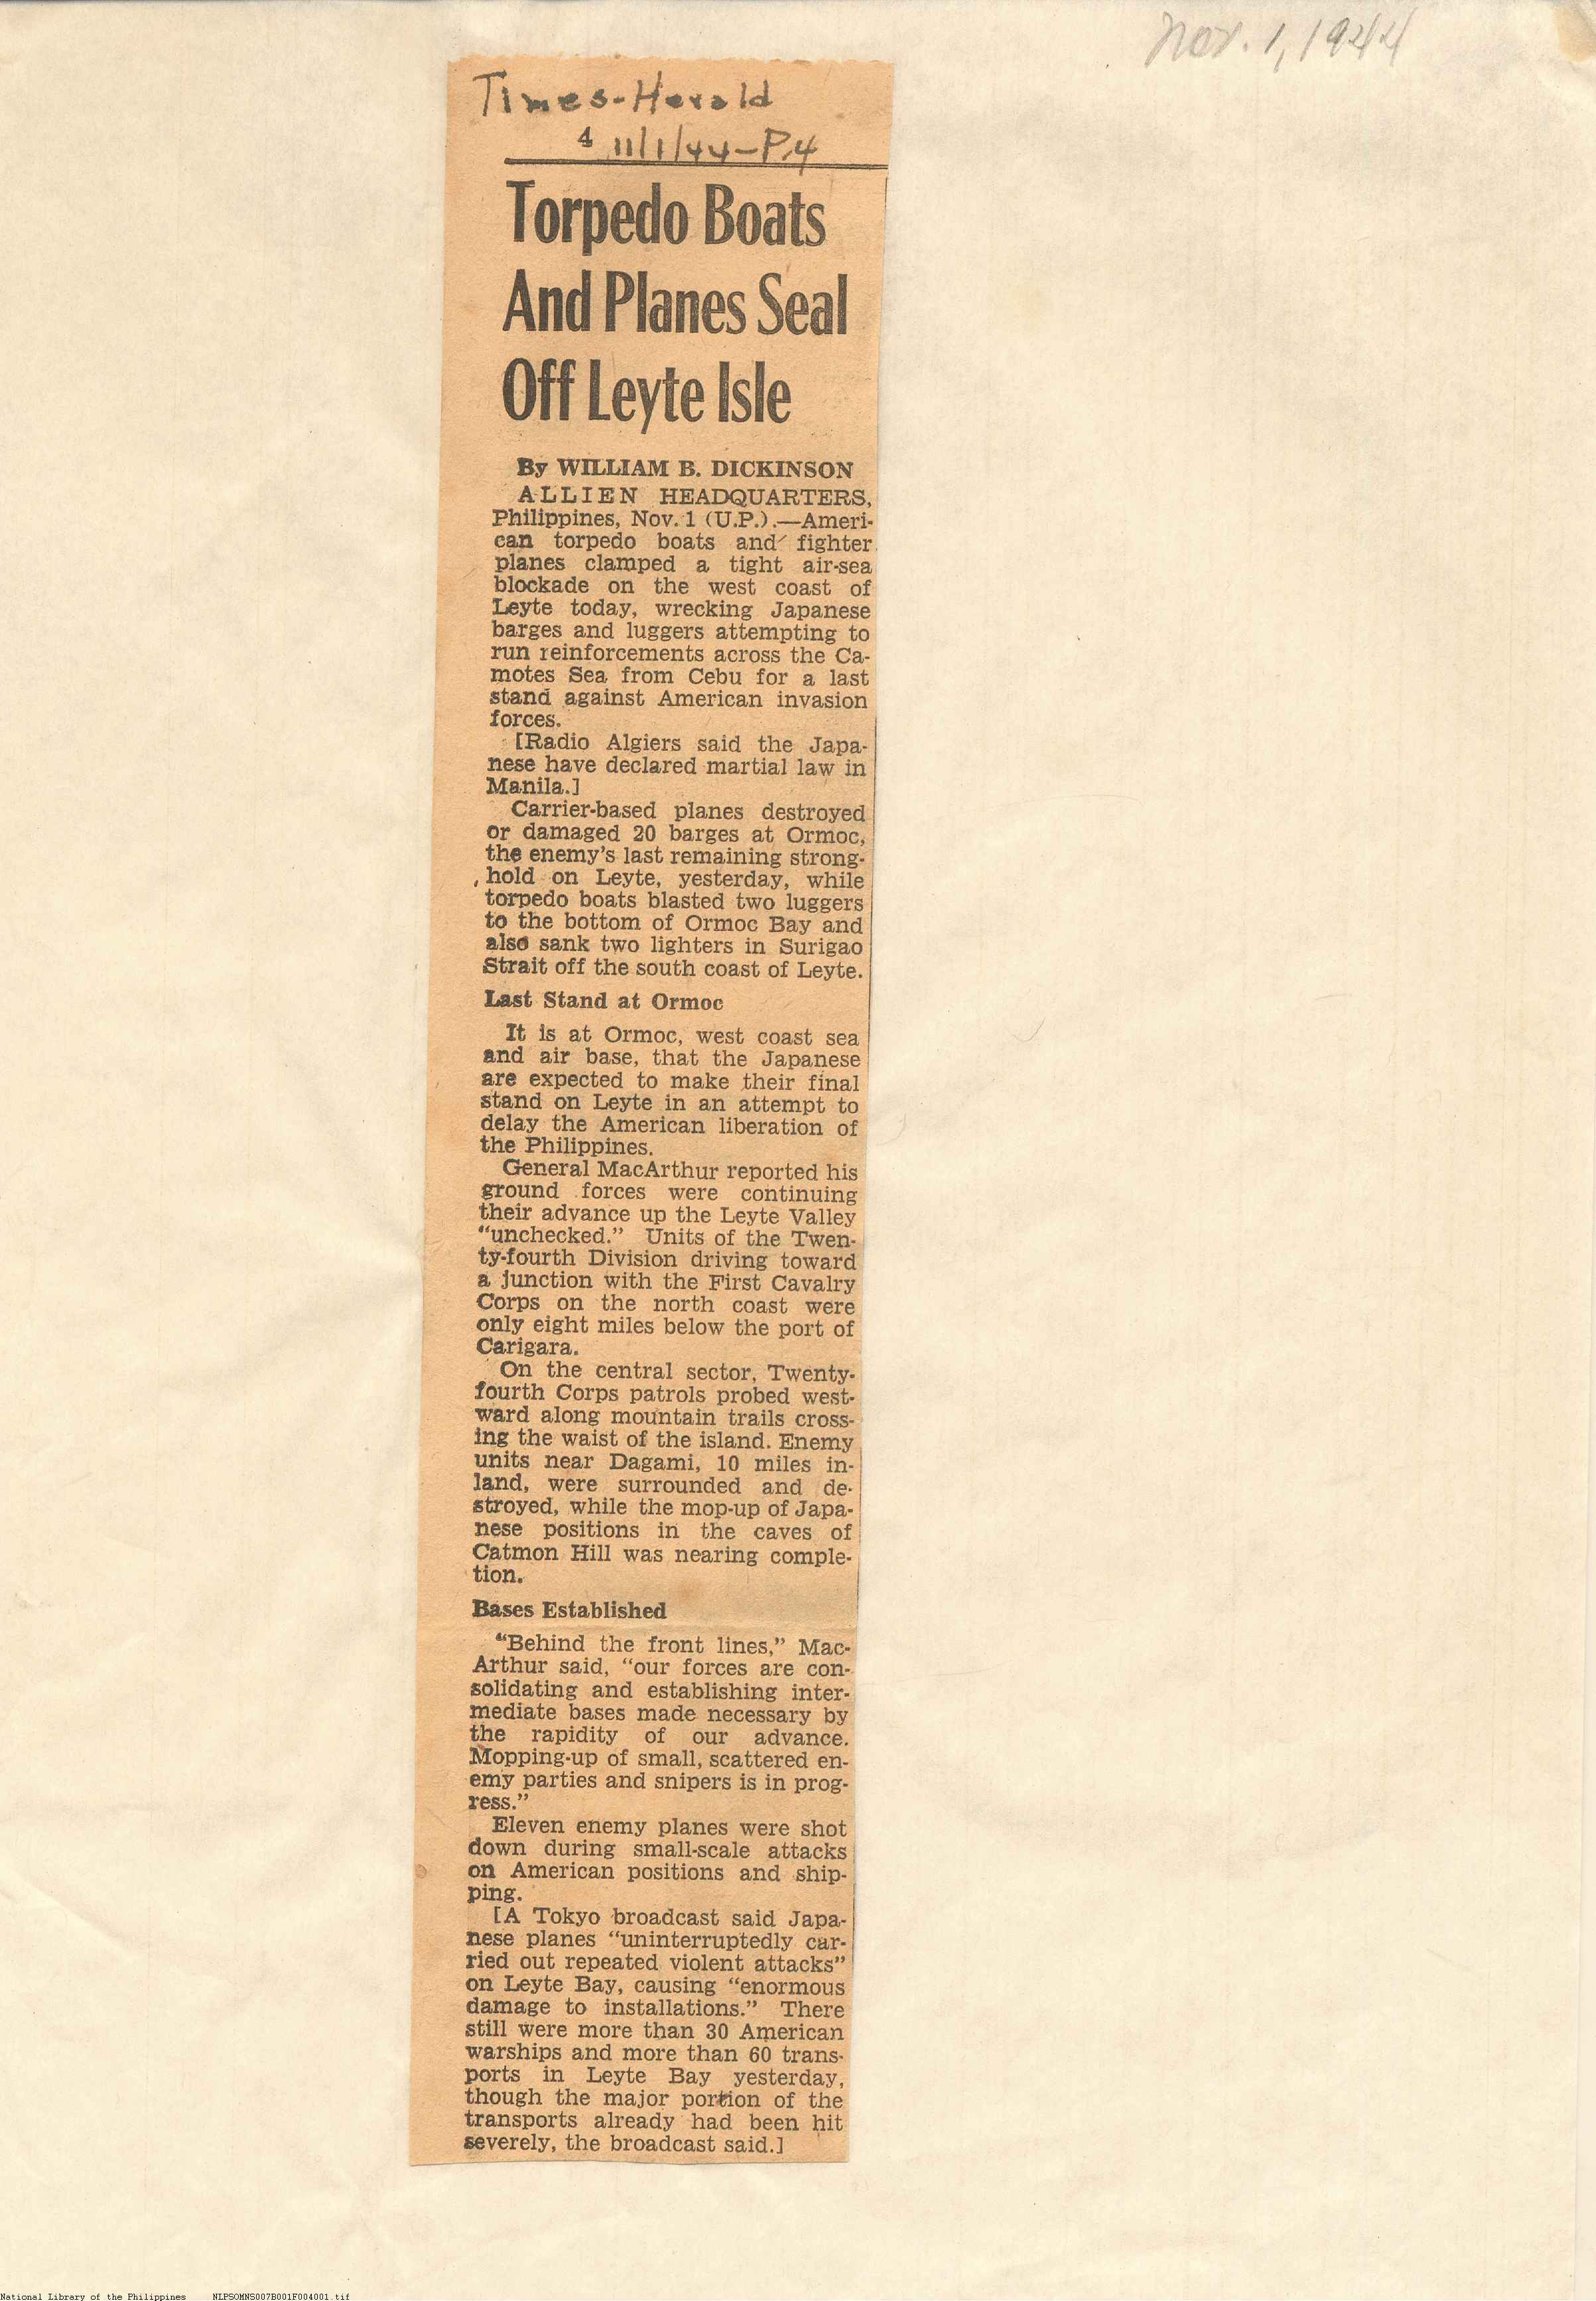 Nov. 1, 1944
Times-Herald
4 11/1/44-P.4
Torpedo Boats
And Planes Seal
Off Leyte Isle
By WILLIAM B. DICKINSON
ALLIEN HEADQUARTERS,
Philippines, Nov. 1 (U.P.).—Ameri-
can torpedo boats and fighter
planes clamped a tight air-sea
blockade on the west coast of
Leyte today, wrecking Japanese
barges and luggers attempting to
run reinforcements across the Ca-
motes Sea from Cebu for a last
stand against American invasion
forces.
[Radio Algiers said the Japa-
nese have declared martial law in
Manila.]
Carrier-based planes destroyed
or damaged 20 barges at Ormoc,
the enemy's last remaining strong-
hold on Leyte, yesterday, while
torpedo boats blasted two luggers
to the bottom of Ormoc Bay and
also sank two lighters in Surigao
Strait off the south coast of Leyte.
Last Stand at Ormoc
It is at Ormoc, west coast sea
and air base, that the Japanese
are expected to make their final
stand on Leyte in an attempt to
delay the American liberation of
the Philippines.
General MacArthur reported his
ground forces were continuing
their advance up the Leyte Valley
"unchecked." Units of the Twen-
ty-fourth Division driving toward
a junction with the First Cavalry
Corps on the north coast were
only eight miles below the port of
Carigara.
On the central sector, Twenty-
fourth Corps patrols probed west-
ward along mountain trails cross-
ing the waist of the island. Enemy
units near Dagami, 10 miles in-
land, were surrounded and de-
stroyed, while the mop-up of Japa-
nese positions in the caves of
Catmon Hill was nearing comple-
tion.
Bases Established
"Behind the front lines," Mac-
Arthur said, "our forces are con-
solidating and establishing inter-
mediate bases made necessary by
the rapidity of our advance.
Mopping-up of small, scattered en-
emy parties and snipers is in prog-
ress."
Eleven enemy planes were shot
down during small-scale attacks
on American positions and ship-
ping.
[A Tokyo broadcast said Japa-
nese planes "uninterruptedly car-
ried out repeated violent attacks"
on Leyte Bay, causing "enormous
damage to installations." There
still were more than 30 American
warships and more than 60 trans-
ports in Leyte Bay yesterday,
though the major portion of the
transports already had been hit
severely, the broadcast said.]
National Library of the Philippines NLPSOMNS007B001F004001.tif